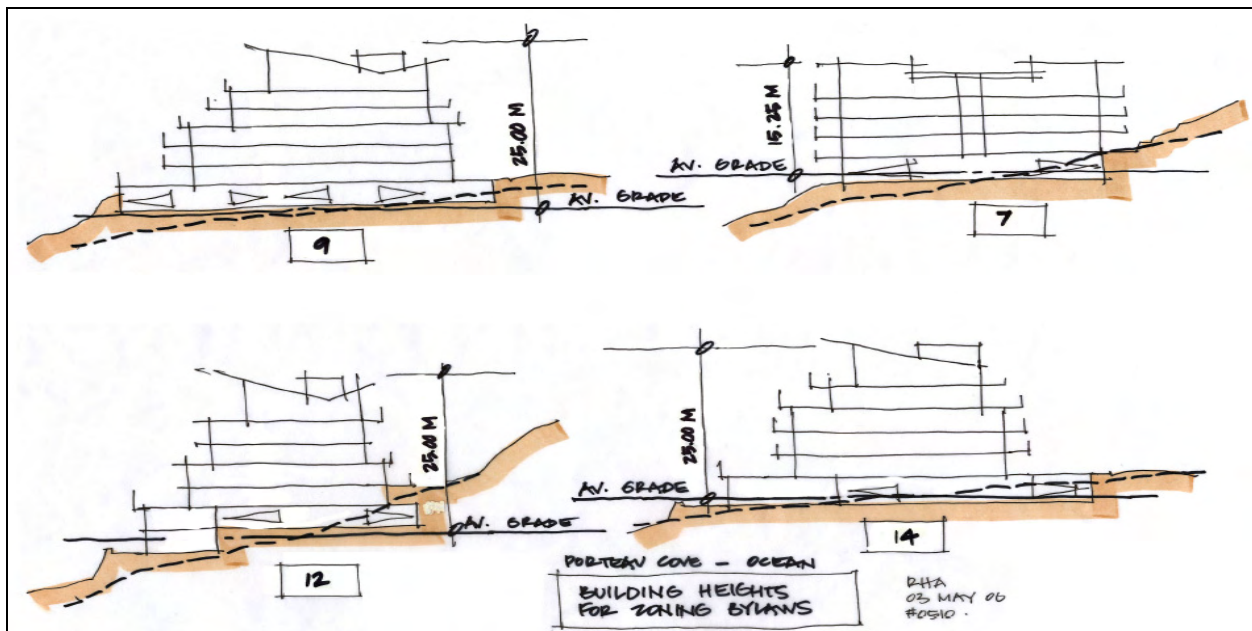 25.00 M
AV. GRADE
9
15.25 M
AV. GRADE
7
25.00 M
AV. GRADE
12
23.00 M
AV. GRADE
14
PORTEAU COVE - OCEAN
BUILDING HEIGHTS
FOR ZONING BYLAWS
RHA
03 MAY 06
#0510.